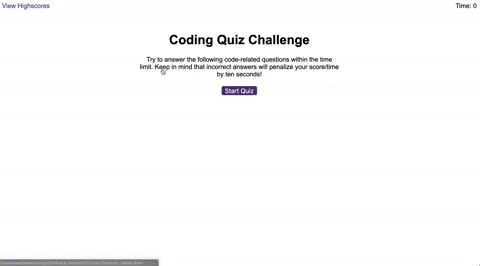 View Highscores
Time: 0
Coding Quiz Challenge
Try to answer the following code-related questions within the time
limit. Keep in mind that incorrect answers will penalize your score/time
by ten seconds!
Start Quiz